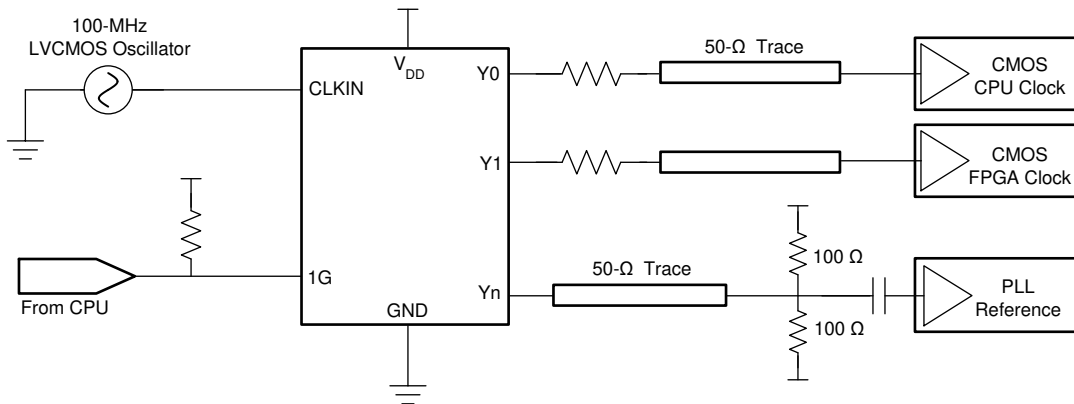 100-MHz
LVCMOS Oscillator
V_DD
CLKIN
1G
GND
Y0
Y1
Yn
From CPU
50-Ω Trace
CMOS
CPU Clock
CMOS
FPGA Clock
50-Ω Trace
100 Ω
100 Ω
PLL
Reference